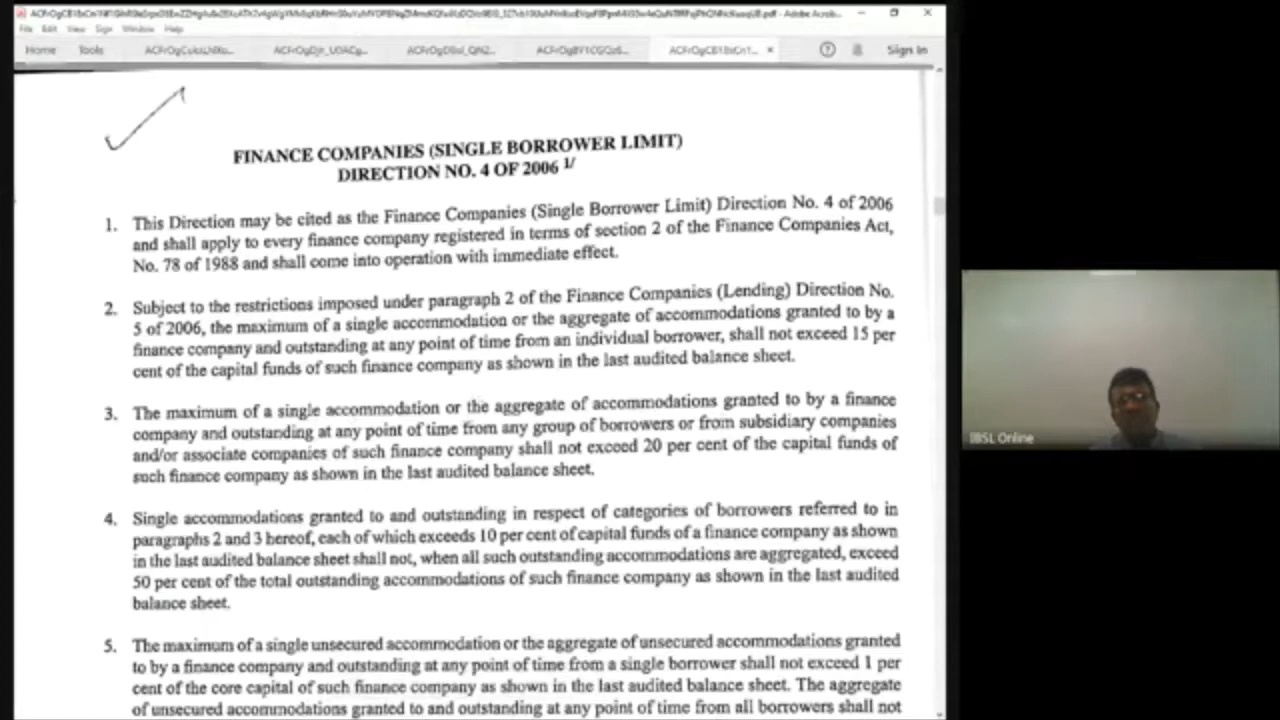 File Edit View Sign Window Help
Home Tools
Sign In
FINANCE COMPANIES (SINGLE BORROWER LIMIT)
DIRECTION NO. 4 OF 2006 1/
1. This Direction may be cited as the Finance Companies (Single Borrower Limit) Direction No. 4 of 2006
and shall apply to every finance company registered in terms of section 2 of the Finance Companies Act,
No. 78 of 1988 and shall come into operation with immediate effect.
2. Subject to the restrictions imposed under paragraph 2 of the Finance Companies (Lending) Direction No.
5 of 2006, the maximum of a single accommodation or the aggregate of accommodations granted to by a
finance company and outstanding at any point of time from an individual borrower, shall not exceed 15 per
cent of the capital funds of such finance company as shown in the last audited balance sheet.
3. The maximum of a single accommodation or the aggregate of accommodations granted to by a finance
company and outstanding at any point of time from any group of borrowers or from subsidiary companies
and/or associate companies of such finance company shall not exceed 20 per cent of the capital funds of
such finance company as shown in the last audited balance sheet.
4. Single accommodations granted to and outstanding in respect of categories of borrowers referred to in
paragraphs 2 and 3 hereof, each of which exceeds 10 per cent of capital funds of a finance company as shown
in the last audited balance sheet shall not, when all such outstanding accommodations are aggregated, exceed
50 per cent of the total outstanding accommodations of such finance company as shown in the last audited
balance sheet.
5. The maximum of a single unsecured accommodation or the aggregate of unsecured accommodations granted
to by a finance company and outstanding at any point of time from a single borrower shall not exceed 1 per
cent of the core capital of such finance company as shown in the last audited balance sheet. The aggregate
of unsecured accommodations granted to and outstanding at any point of time from all borrowers shall not
IBSL Online